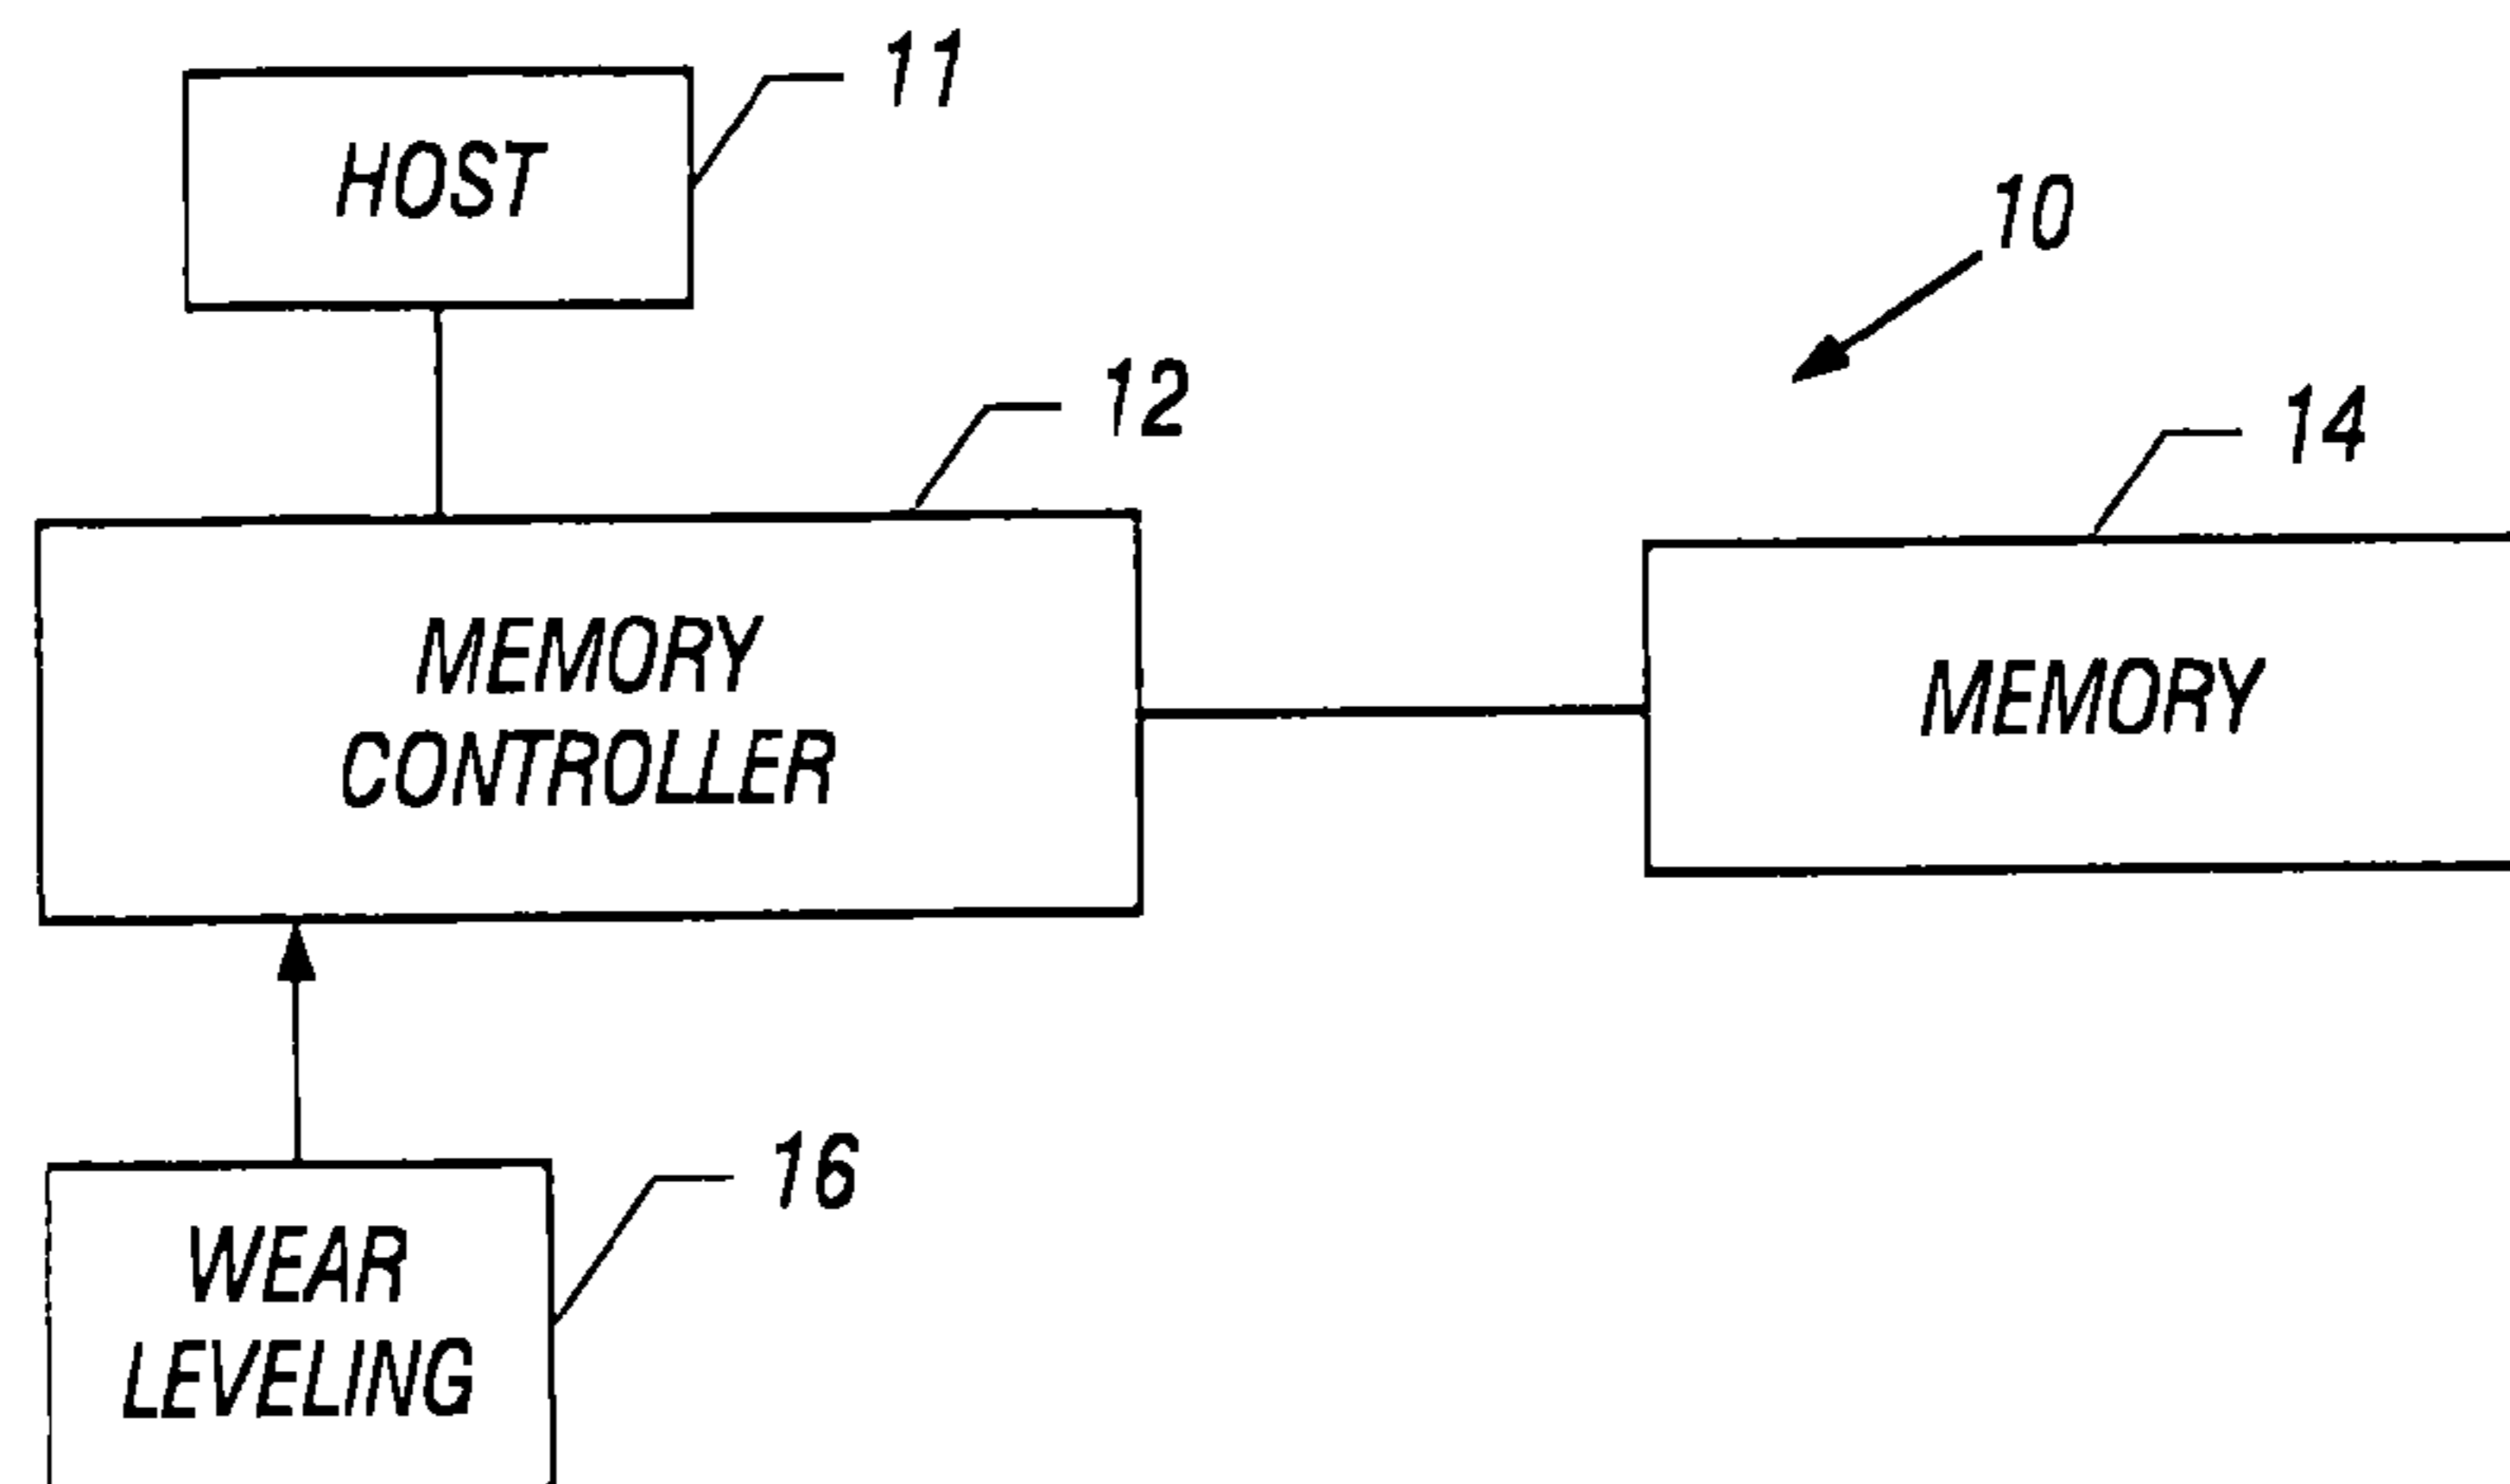 11
HOST
10
12
14
MEMORY
CONTROLLER
MEMORY
16
WEAR
LEVELING